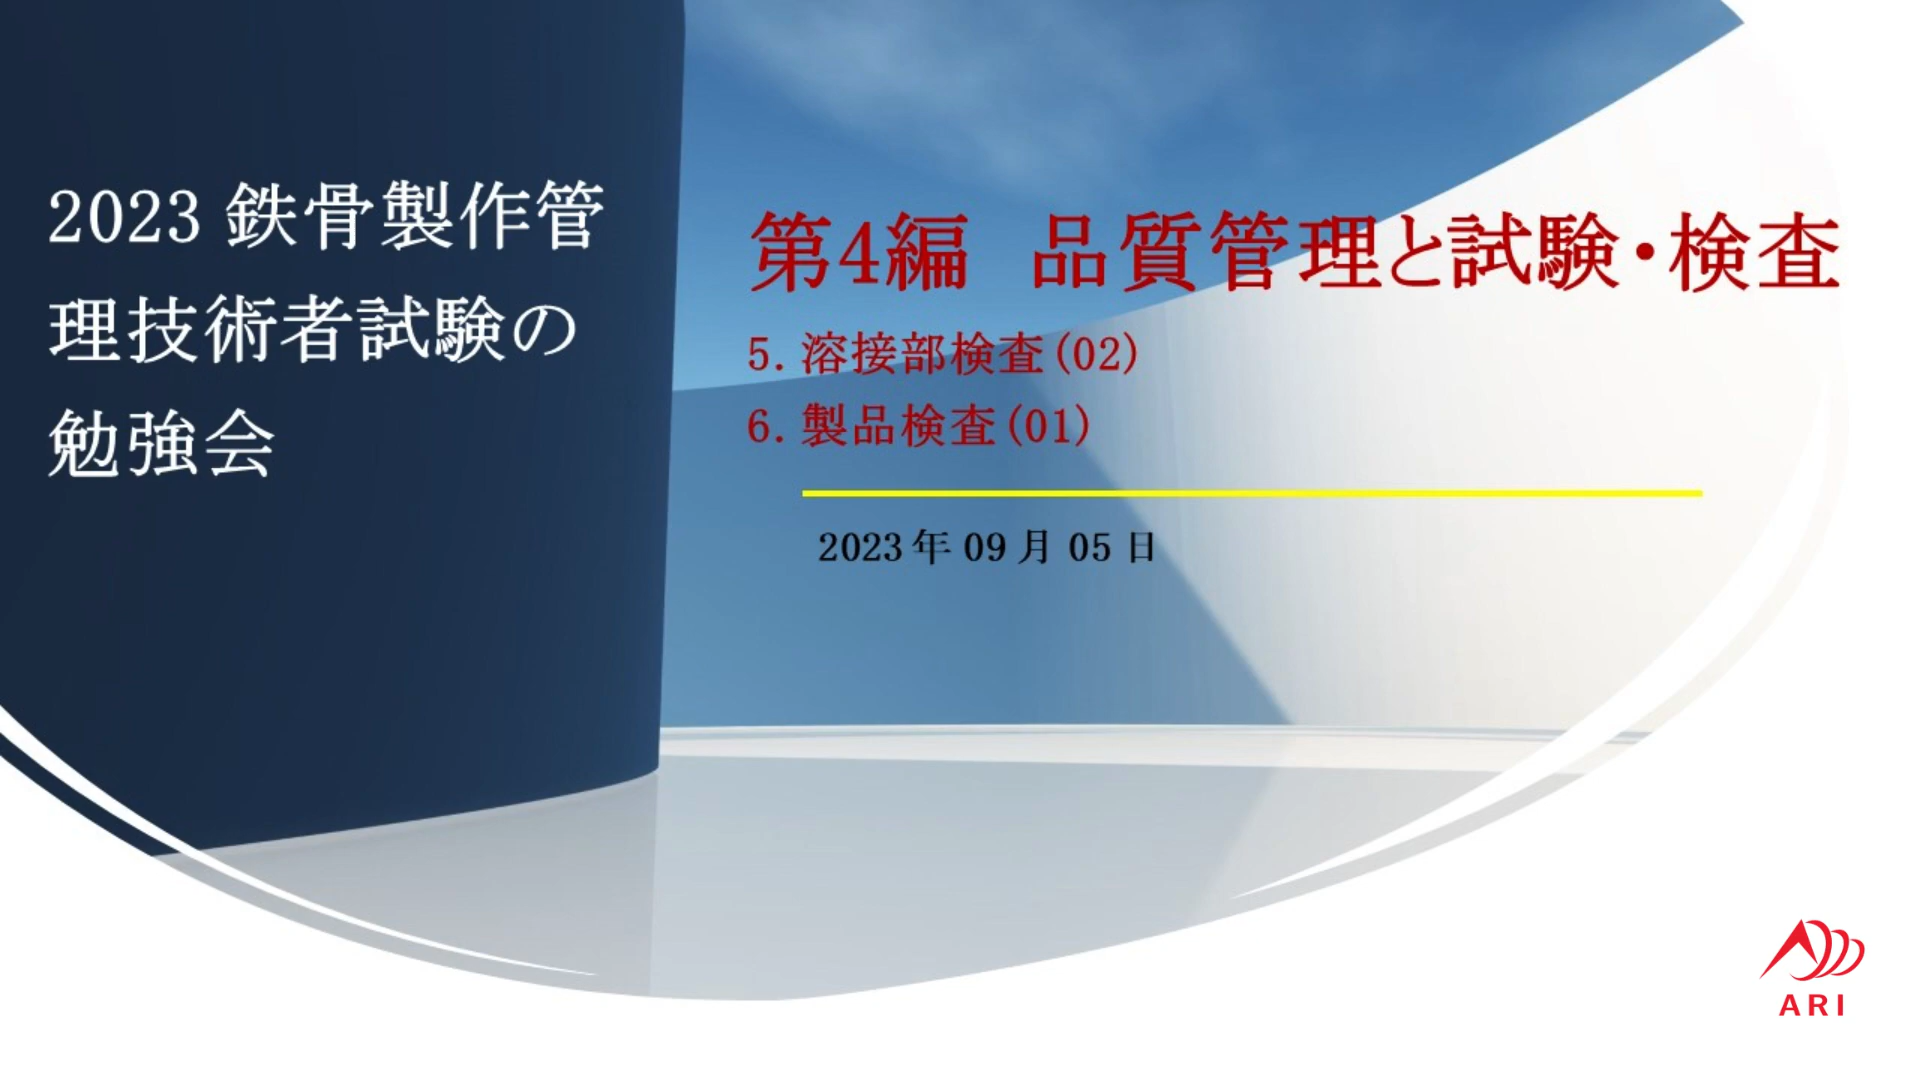 2023 鉄骨製作管
理技術者試験の
勉強会
第4編　品質管理と試験・検査
5. 溶接部検査(02)
6. 製品検査(01)
2023 年 09 月 05 日
ARI